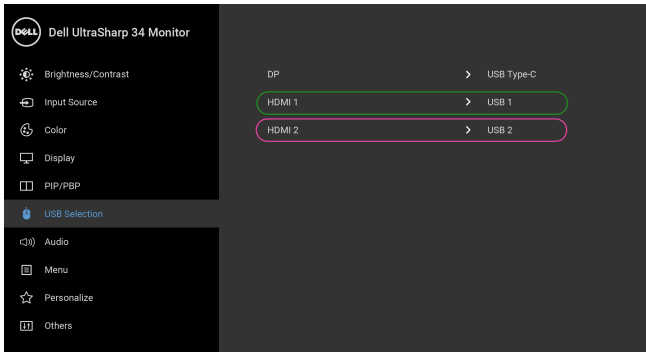 DELL
Dell UltraSharp 34 Monitor
Brightness/Contrast
Input Source
Color
Display
PIP/PBP
USB Selection
Audio
Menu
Personalize
Others
DP > USB Type-C
HDMI 1 > USB 1
HDMI 2 > USB 2